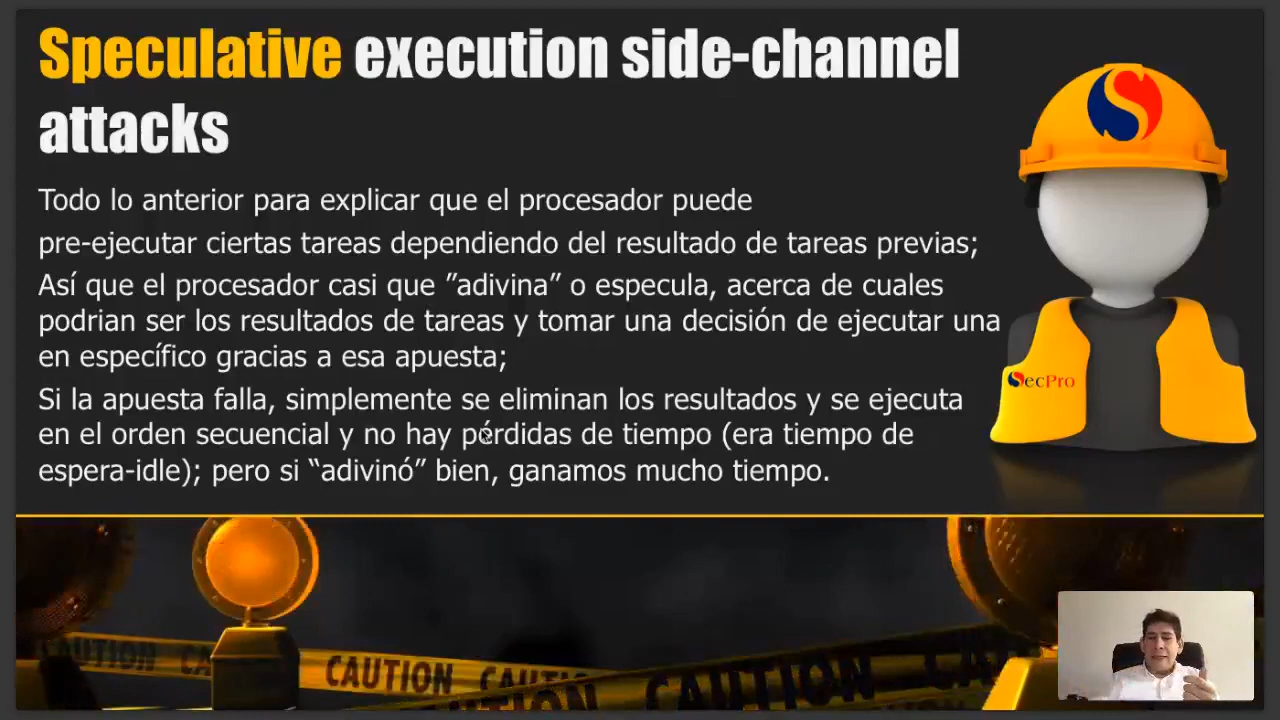 Speculative execution side-channel
attacks
Todo lo anterior para explicar que el procesador puede
pre-ejecutar ciertas tareas dependiendo del resultado de tareas previas;
Así que el procesador casi que ”adivina” o especula, acerca de cuales
podrian ser los resultados de tareas y tomar una decisión de ejecutar una
en específico gracias a esa apuesta;
Si la apuesta falla, simplemente se eliminan los resultados y se ejecuta
en el orden secuencial y no hay pérdidas de tiempo (era tiempo de
espera-idle); pero si “adivinó” bien, ganamos mucho tiempo.
SecPro
CAUTION CAUTION CAUTION
CAUTION